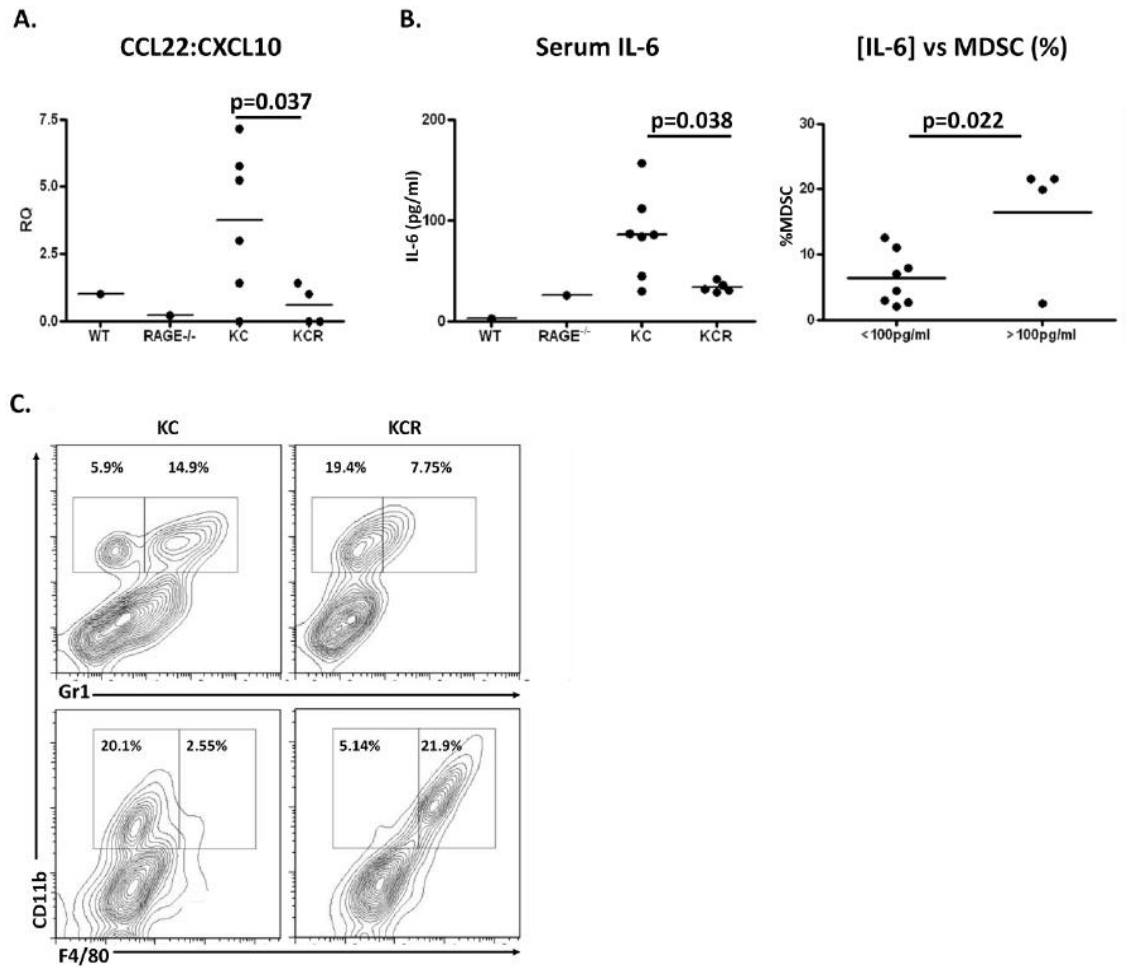 A.
CCL22:CXCL10
p=0.037
7.5
5.0
2.5
0.0
RQ
WT RAGE-/- KC KCR
B.
Serum IL-6
p=0.038
200
100
0
IL-6 (pg/ml)
WT RAGE-/- KC KCR
[IL-6] vs MDSC (%)
p=0.022
30
20
10
0
%MDSC
<100pg/ml >100pg/ml
C.
KC KCR
5.9% 14.9% 19.4% 7.75%
Gr1
20.1% 2.55% 5.14% 21.9%
CD11b
F4/80